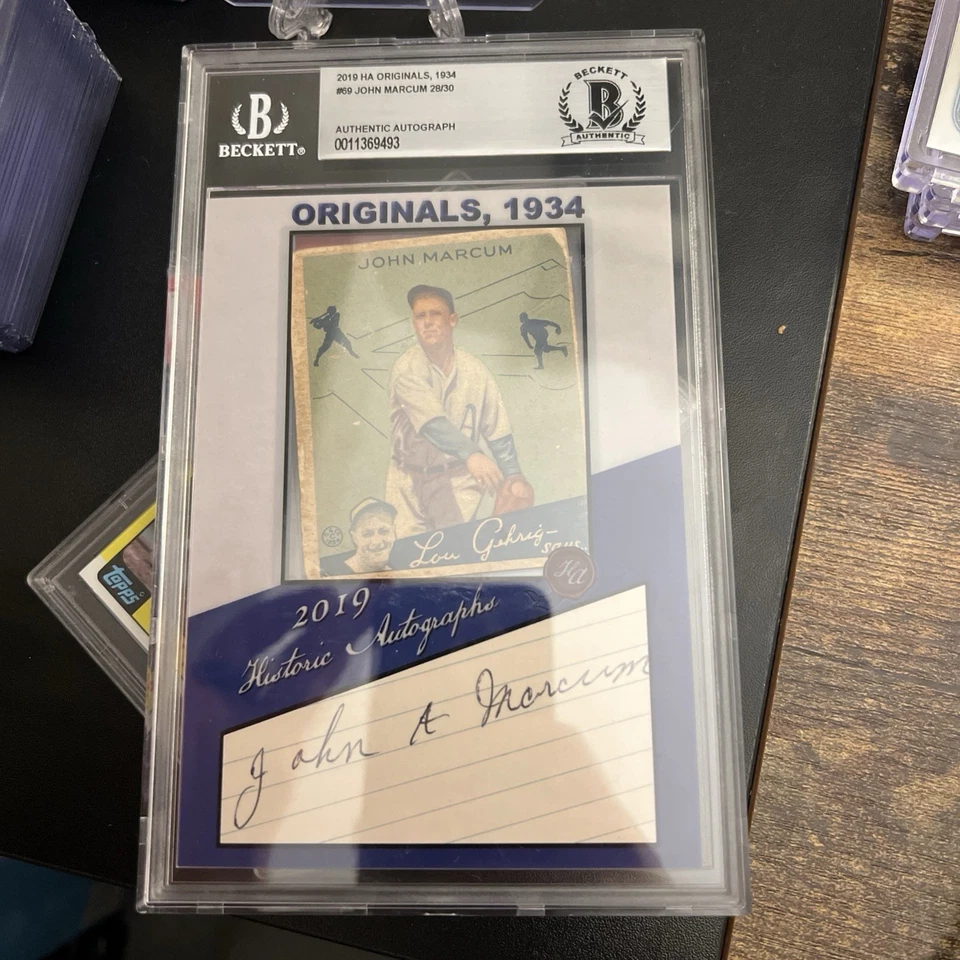 2019 HA ORIGINALS, 1934
#69 JOHN MARCUM 28/30
AUTHENTIC AUTOGRAPH
0011369493
B
BECKETT®
BECKETT
B
AUTHENTIC
ORIGINALS, 1934
JOHN MARCUM
A
Lou Gehrig—
says..
HA
2019
Historic Autographs
John A Marcum
topps